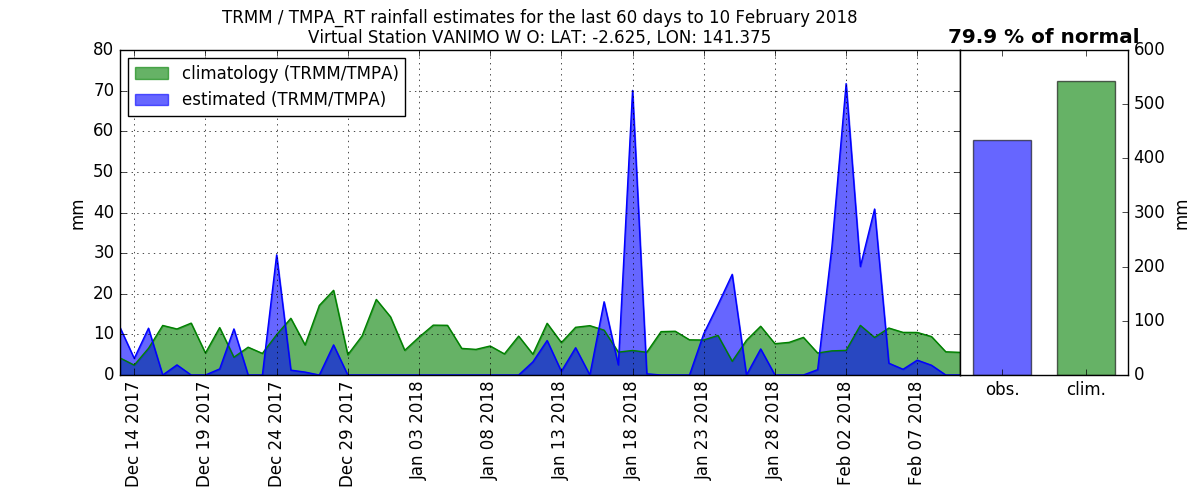 TRMM / TMPA_RT rainfall estimates for the last 60 days to 10 February 2018
Virtual Station VANIMO W O: LAT: -2.625, LON: 141.375
79.9 % of normal
climatology (TRMM/TMPA)
estimated (TRMM/TMPA)
80
70
60
50
40
30
20
10
0
mm
Dec 14 2017
Dec 19 2017
Dec 24 2017
Dec 29 2017
Jan 03 2018
Jan 08 2018
Jan 13 2018
Jan 18 2018
Jan 23 2018
Jan 28 2018
Feb 02 2018
Feb 07 2018
600
500
400
300
200
100
0
mm
obs.
clim.